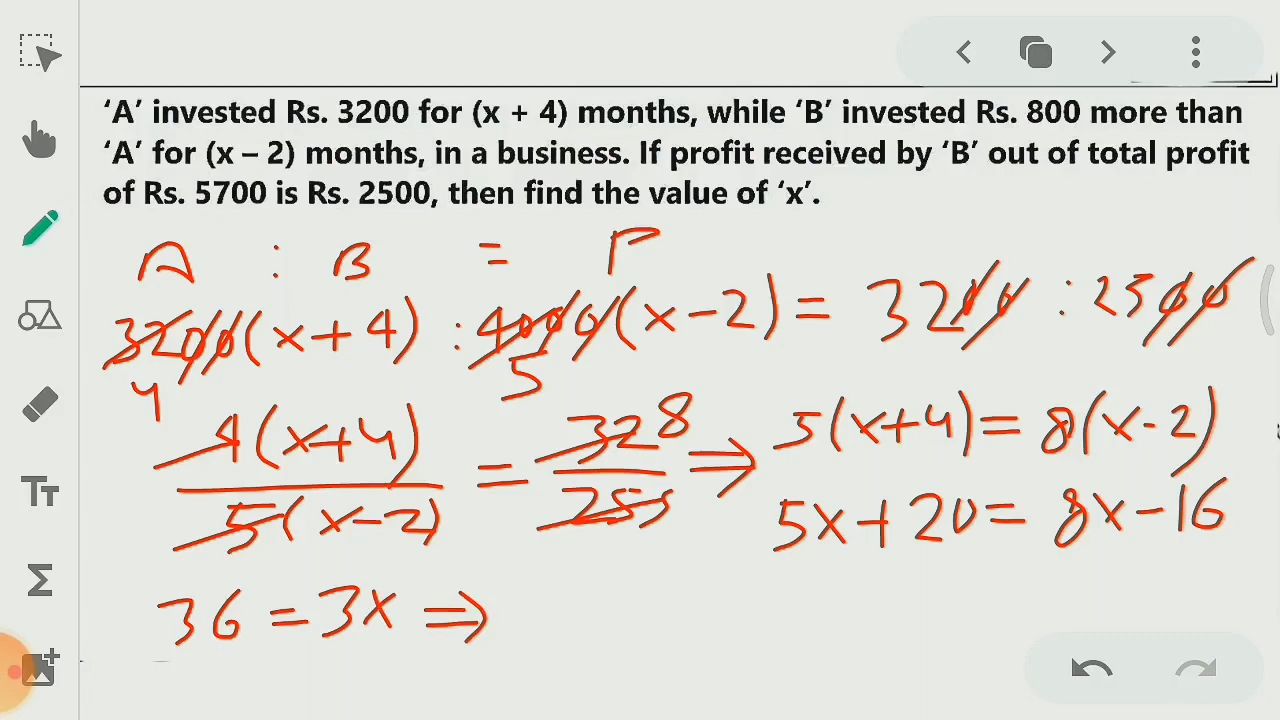 ‘A’ invested Rs. 3200 for (x + 4) months, while ‘B’ invested Rs. 800 more than
‘A’ for (x – 2) months, in a business. If profit received by ‘B’ out of total profit
of Rs. 5700 is Rs. 2500, then find the value of ‘x’.
A : B = P
3200(x+4) : 4000(x-2) = 3200 : 2500
4 5
4(x+4) / 5(x-2) = 32 8 / 25 5 ⇒ 5(x+4) = 8(x-2)
5x+20 = 8x-16
36 = 3x ⇒
Tт
Σ